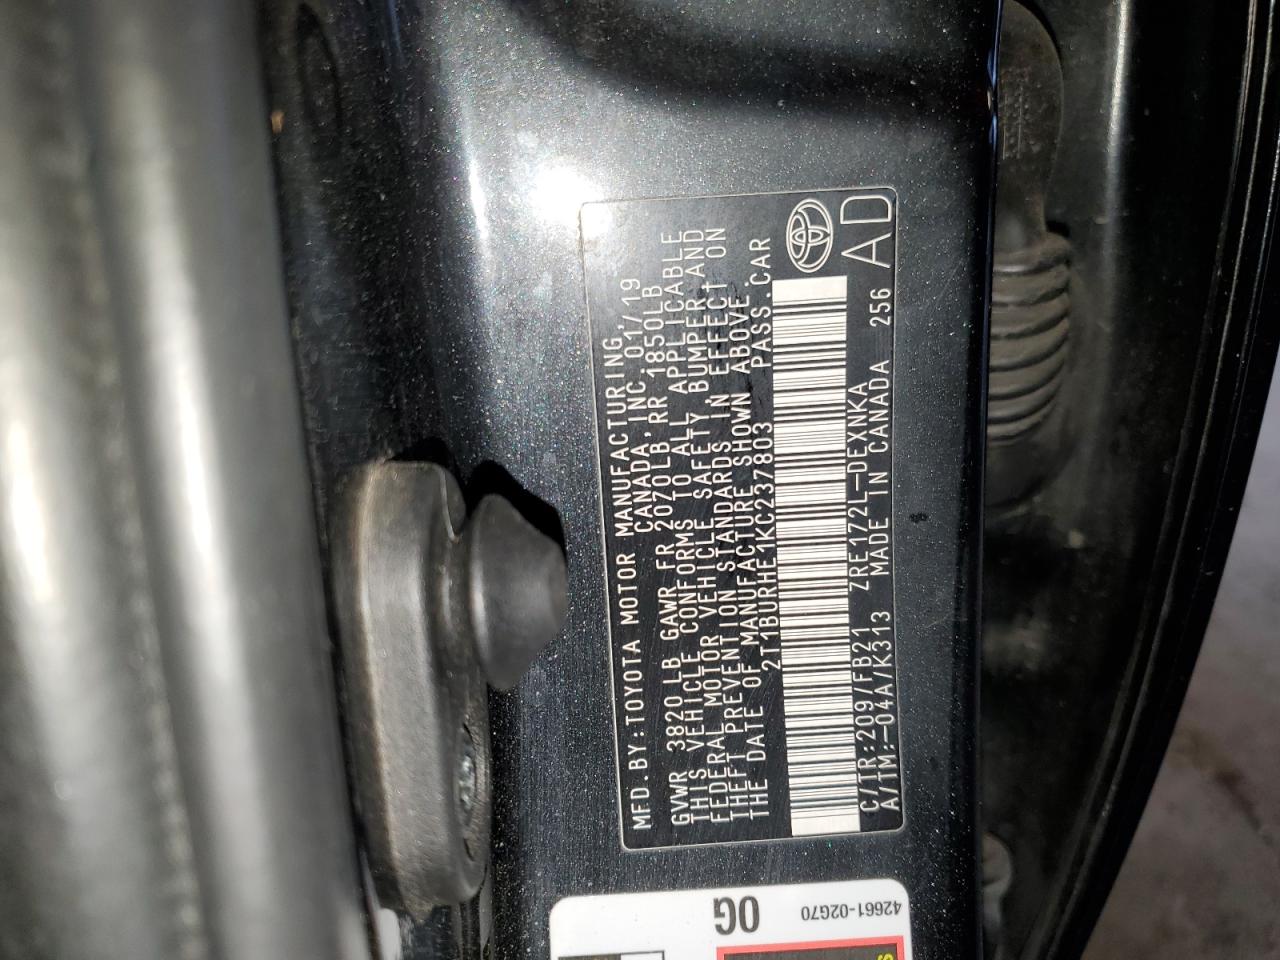 MFD.BY:TOYOTA MOTOR MANUFACTURING,
CANADA,INC. 01/19
GVWR 3820 LB GAWR FR 2070LB,RR 1850LB
THIS VEHICLE CONFORMS TO ALL APPLICABLE
FEDERAL MOTOR VEHICLE SAFETY, BUMPER,AND
THEFT PREVENTION STANDARDS IN EFFECT ON
THE DATE OF MANUFACTURE SHOWN ABOVE.
2T1BURHE1KC237803 PASS.CAR
C/TR:209/FB21 ZRE172L-DEXNKA
A/TM:-04A/K313 MADE IN CANADA 256 AD
8
0G
42661-02G70